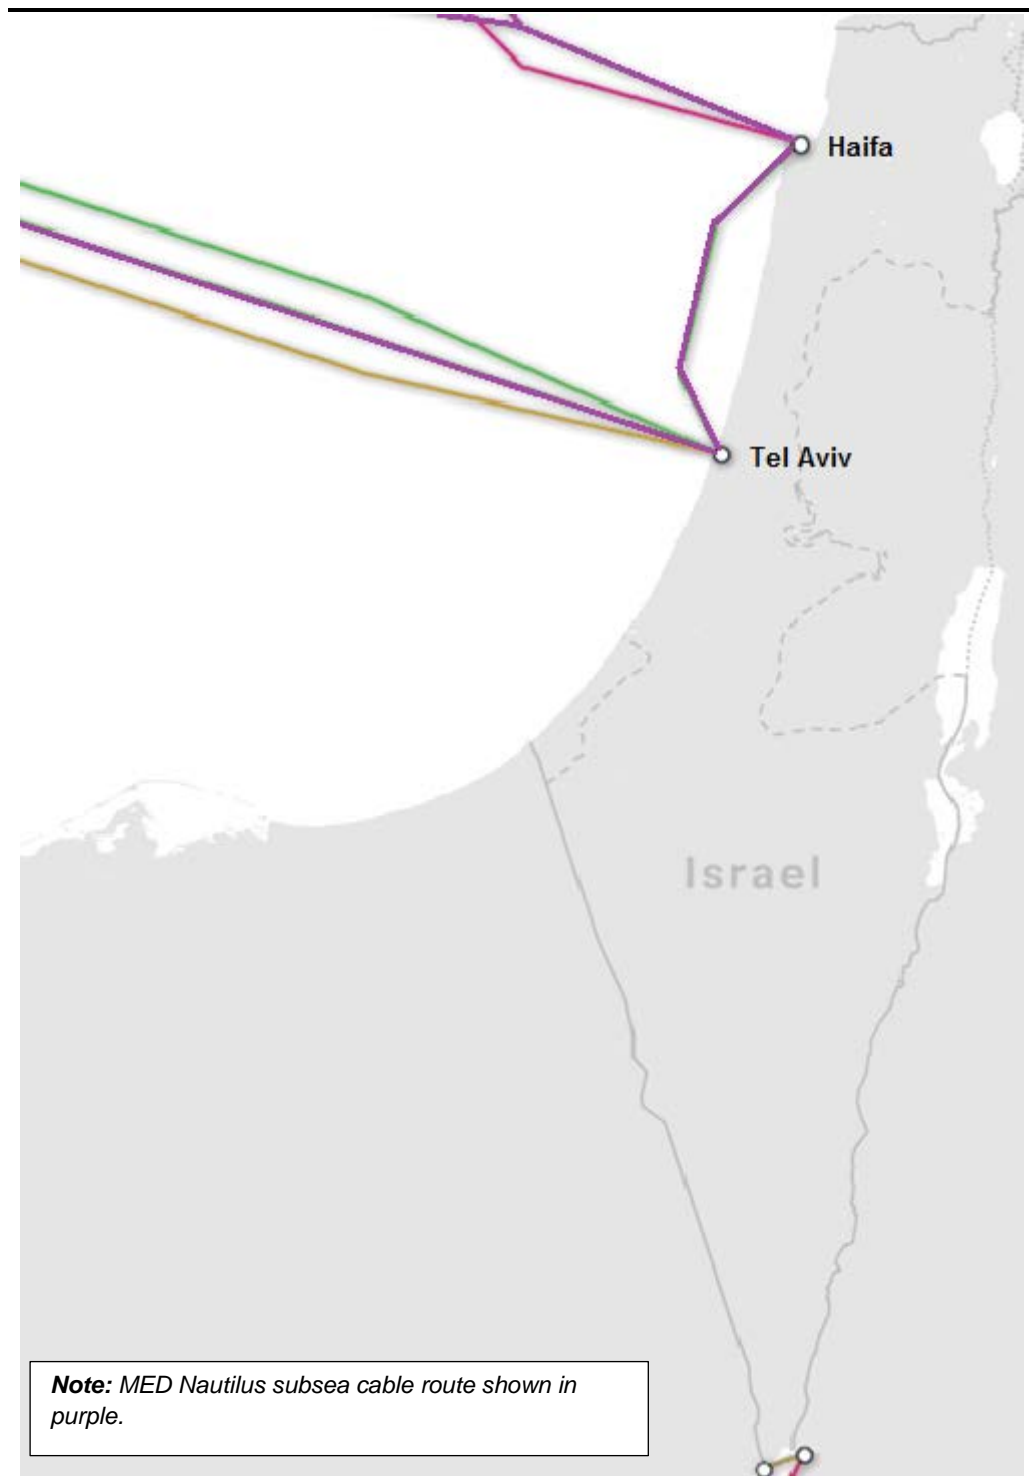 Haifa
Tel Aviv
Israel
Note: MED Nautilus subsea cable route shown in
purple.